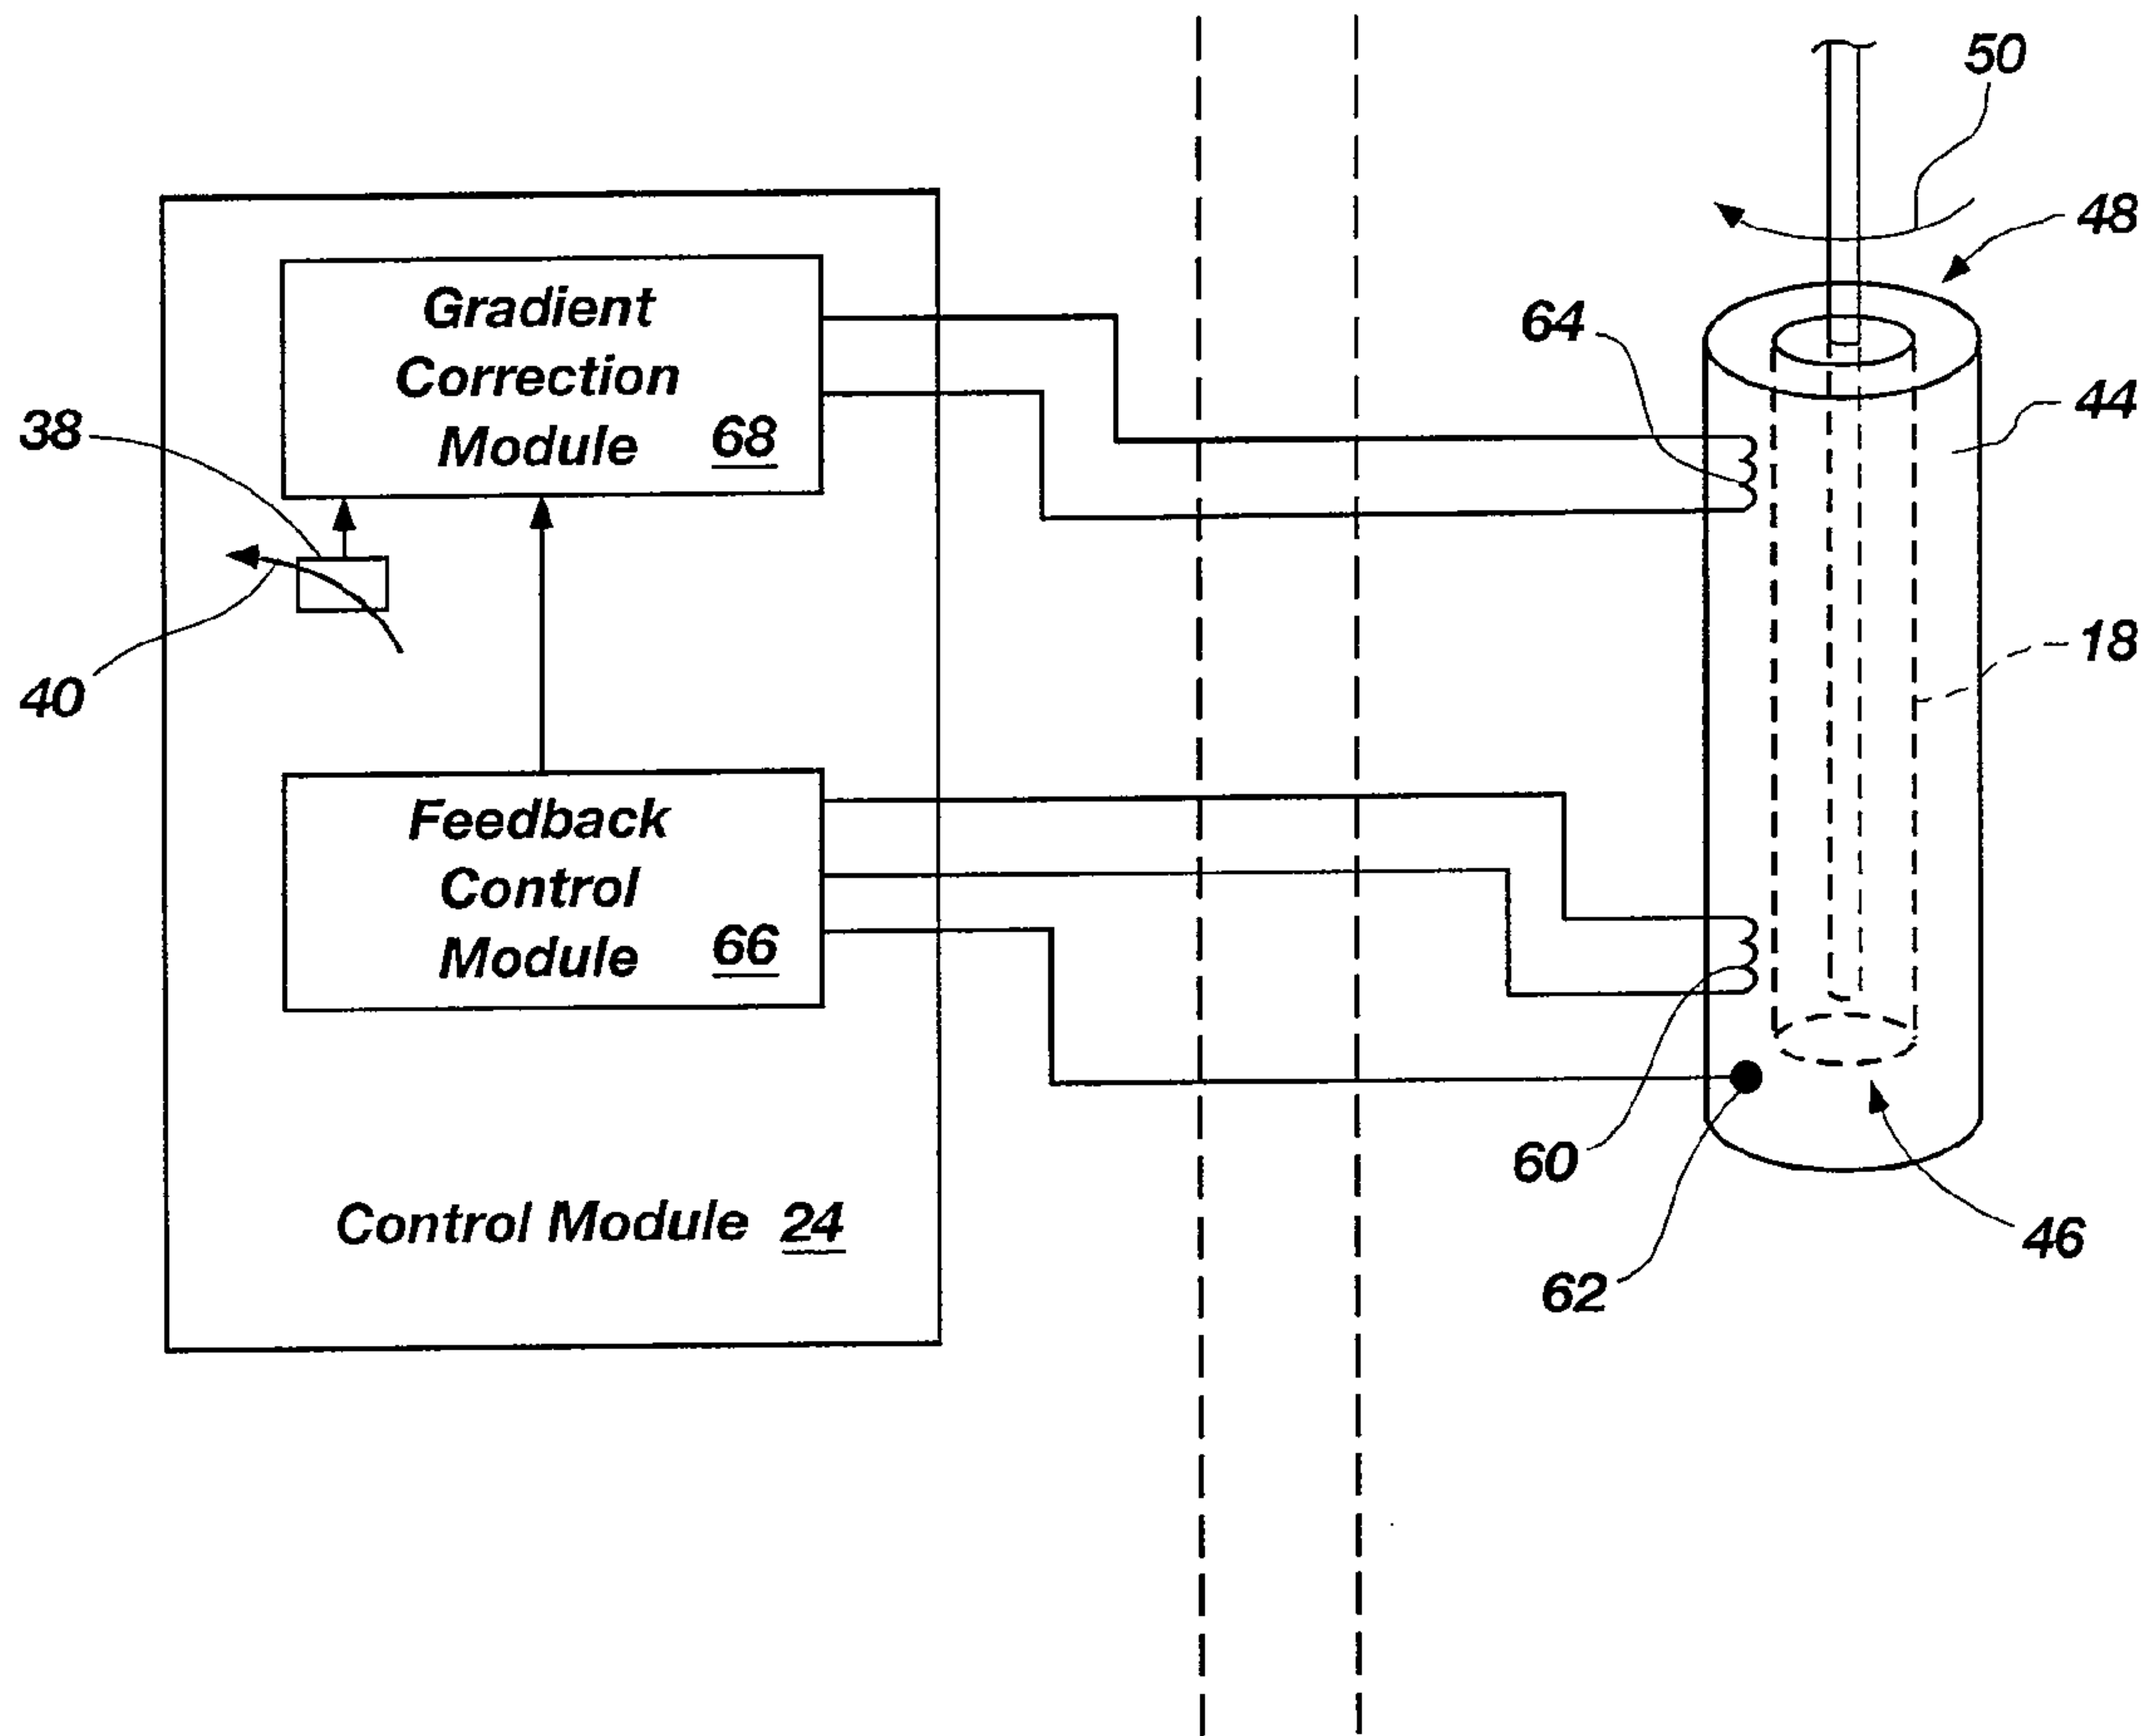 50
48
64
44
Gradient
Correction
Module 68
38
40
18
Feedback
Control
Module 66
60
62
46
Control Module 24